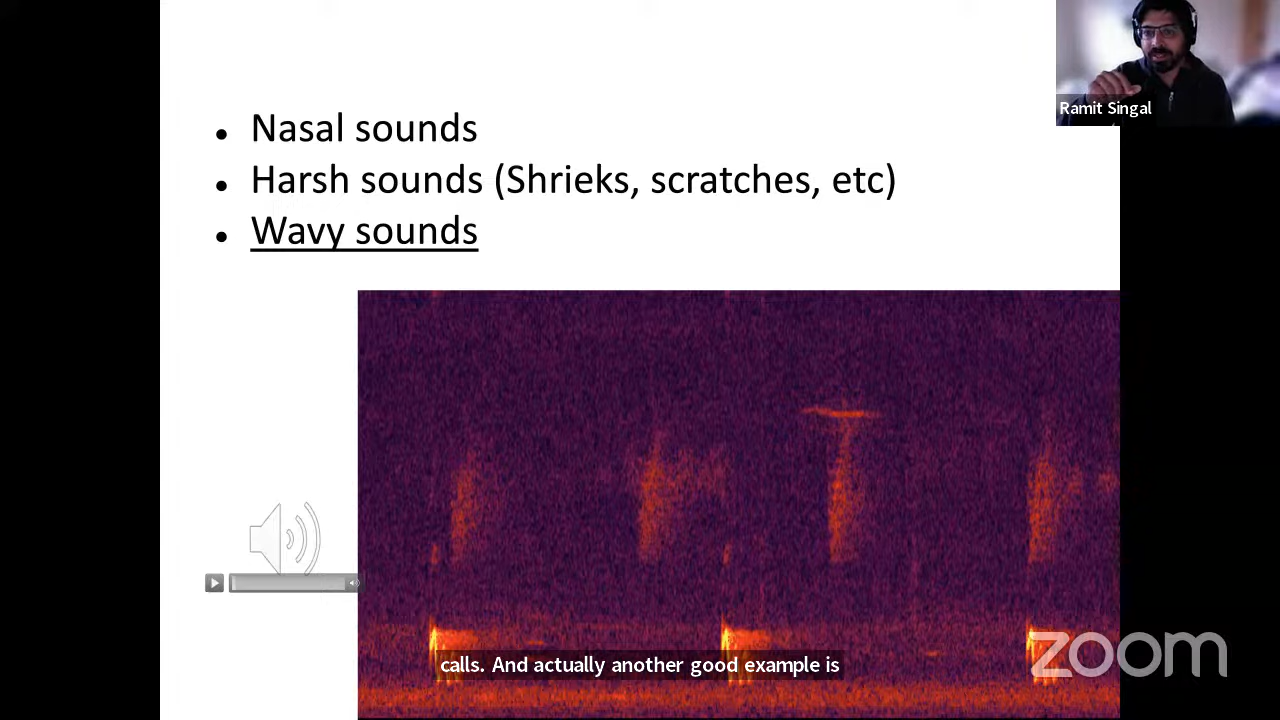 Ramit Singal
Nasal sounds
Harsh sounds (Shrieks, scratches, etc)
Wavy sounds
calls. And actually another good example is
zoom